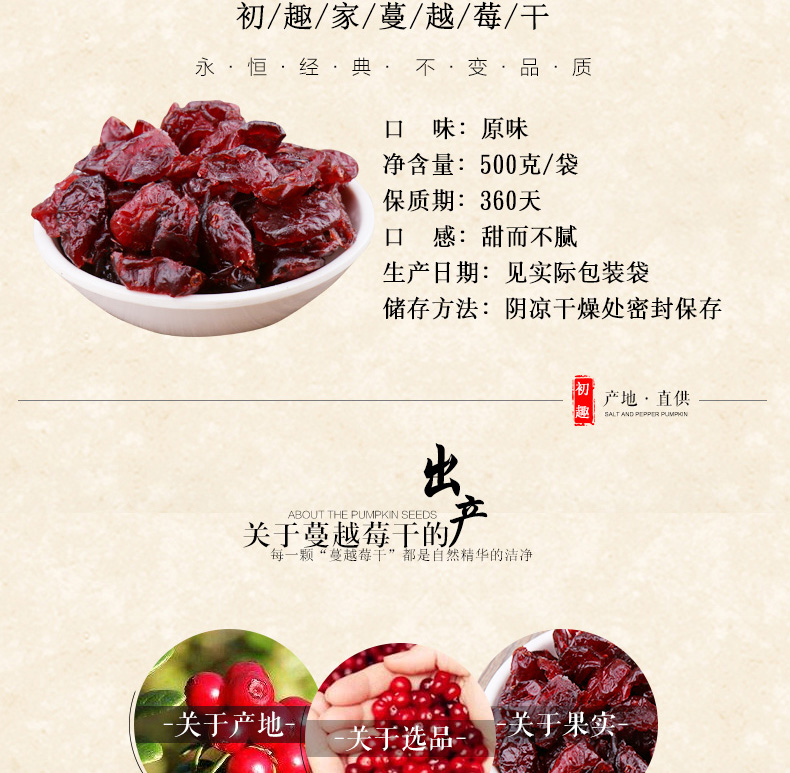 初/趣/家/蔓/越/莓/干
永·恒·经·典·不·变·品·质
口 味：原味
净含量：500克/袋
保质期：360天
口 感：甜而不腻
生产日期：见实际包装袋
储存方法：阴凉干燥处密封保存
初趣
产地·直供
SALT AND PEPPER PUMPKIN
出产
ABOUT THE PUMPKIN SEEDS
关于蔓越莓干的
每一颗“蔓越莓干”都是自然精华的洁净
-关于产地-
-关于选品-
-关于果实-